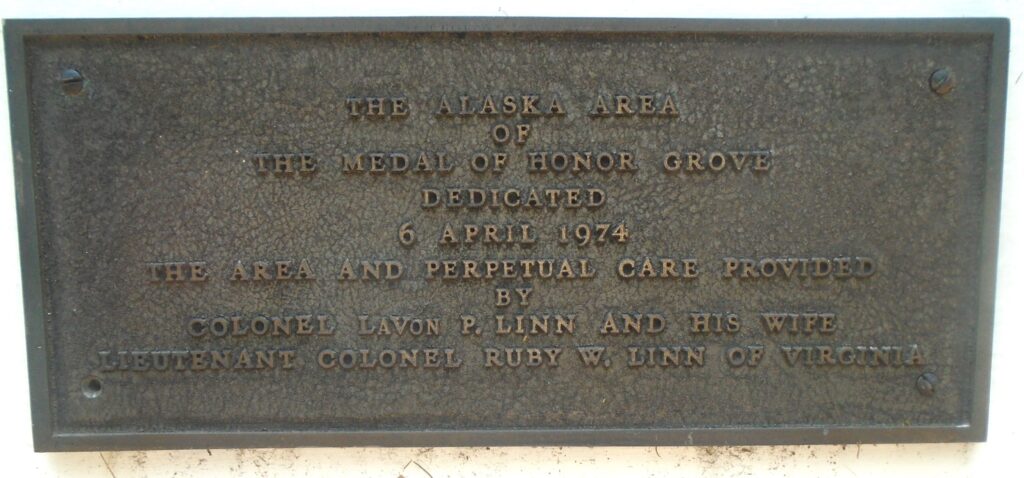 THE ALASKA AREA
OF
THE MEDAL OF HONOR GROVE
DEDICATED
6 APRIL 1974
THE AREA AND PERPETUAL CARE PROVIDED
BY
COLONEL LAVON P. LINN AND HIS WIFE
LIEUTENANT COLONEL RUBY W. LINN OF VIRGINIA